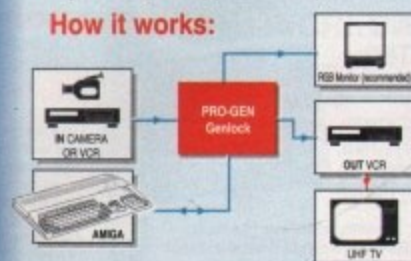 How it works:
RGB Monitor (recommended)
PRO-GEN
Genlock
IN CAMERA
OR VCR
OUT VCR
AMIGA
UHF TV